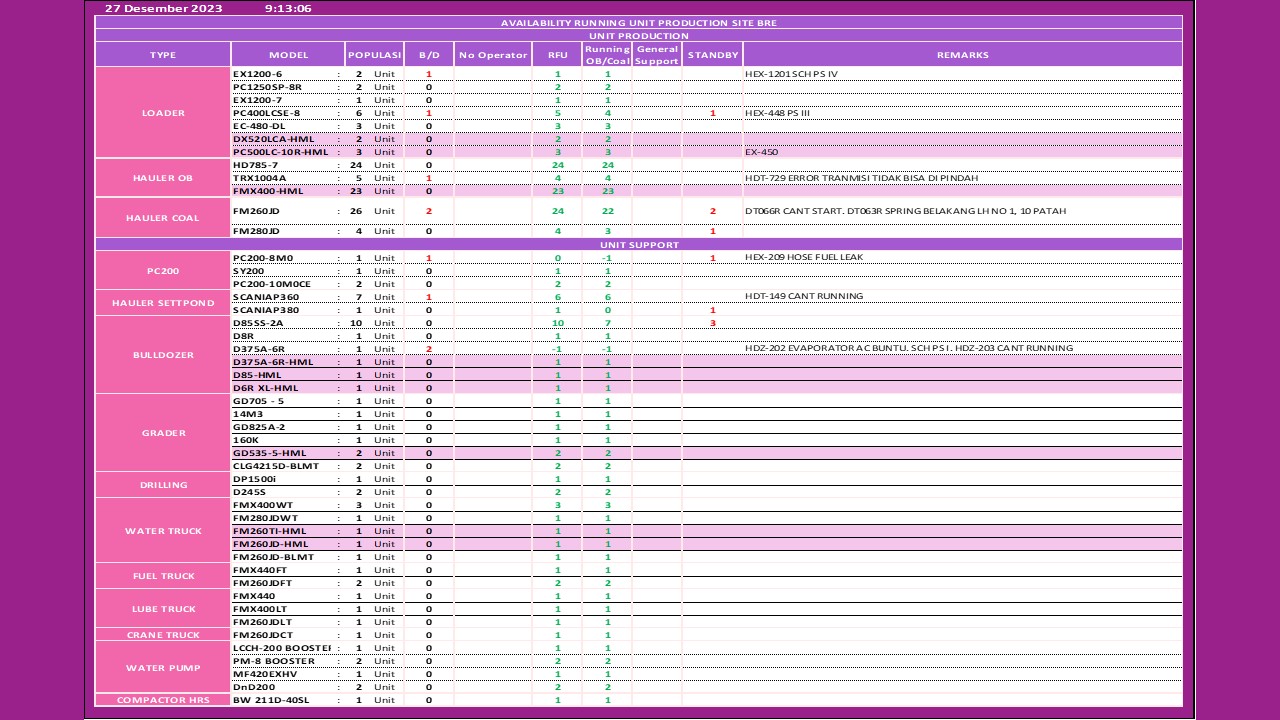 27 Desember 2023 9:13:06
AVAILABILITY RUNNING UNIT PRODUCTION SITE BRE
UNIT PRODUCTION
TYPE MODEL POPULASI B/D No Operator RFU Running OB/Coal General Support STANDBY REMARKS
LOADER
EX1200-6 : 2 Unit 1 1 1 HEX-1201 SCH PS IV
PC1250SP-8R : 2 Unit 0 2 2
EX1200-7 : 1 Unit 0 1 1
PC400LCSE-8 : 6 Unit 1 5 4 1 HEX-448 PS III
EC-480-DL : 3 Unit 0 3 3
DX520LCA-HML : 2 Unit 0 2 2
PC500LC-10R-HML : 3 Unit 0 3 3 EX-450
HAULER OB
HD785-7 : 24 Unit 0 24 24
TRX1004A : 5 Unit 1 4 4 HDT-729 ERROR TRANMISI TIDAK BISA DI PINDAH
FMX400-HML : 23 Unit 0 23 23
HAULER COAL
FM260JD : 26 Unit 2 24 22 2 DT066R CANT START. DT063R SPRING BELAKANG LH NO 1, 10 PATAH
FM280JD : 4 Unit 0 4 3 1
UNIT SUPPORT
PC200
PC200-8M0 : 1 Unit 1 0 -1 1 HEX-209 HOSE FUEL LEAK
SY200 : 1 Unit 0 1 1
PC200-10M0CE : 2 Unit 0 2 2
HAULER SETTPOND
SCANIAP360 : 7 Unit 1 6 6 HDT-149 CANT RUNNING
SCANIAP380 : 1 Unit 0 1 0 1
BULLDOZER
D85SS-2A : 10 Unit 0 10 7 3
D8R : 1 Unit 0 1 1
D375A-6R : 1 Unit 2 -1 -1 HDZ-202 EVAPORATOR AC BUNTU. SCH PS I. HDZ-203 CANT RUNNING
D375A-6R-HML : 1 Unit 0 1 1
D85-HML : 1 Unit 0 1 1
D6R XL-HML : 1 Unit 0 1 1
GRADER
GD705 - 5 : 1 Unit 0 1 1
14M3 : 1 Unit 0 1 1
GD825A-2 : 1 Unit 0 1 1
160K : 1 Unit 0 1 1
GD535-5-HML : 2 Unit 0 2 2
CLG4215D-BLMT : 2 Unit 0 2 2
DRILLING
DP1500i : 1 Unit 0 1 1
D245S : 2 Unit 0 2 2
WATER TRUCK
FMX400WT : 3 Unit 0 3 3
FM280JDWT : 1 Unit 0 1 1
FM260TI-HML : 1 Unit 0 1 1
FM260JD-HML : 1 Unit 0 1 1
FM260JD-BLMT : 1 Unit 0 1 1
FUEL TRUCK
FMX440FT : 1 Unit 0 1 1
FM260JDFT : 2 Unit 0 2 2
LUBE TRUCK
FMX440 : 1 Unit 0 1 1
FMX400LT : 1 Unit 0 1 1
FM260JDLT : 1 Unit 0 1 1
CRANE TRUCK
FM260JDCT : 1 Unit 0 1 1
WATER PUMP
LCCH-200 BOOSTEI : 1 Unit 0 1 1
PM-8 BOOSTER : 2 Unit 0 2 2
MF420EXHV : 1 Unit 0 1 1
DnD200 : 2 Unit 0 2 2
COMPACTOR HRS
BW 211D-40SL : 1 Unit 0 1 1